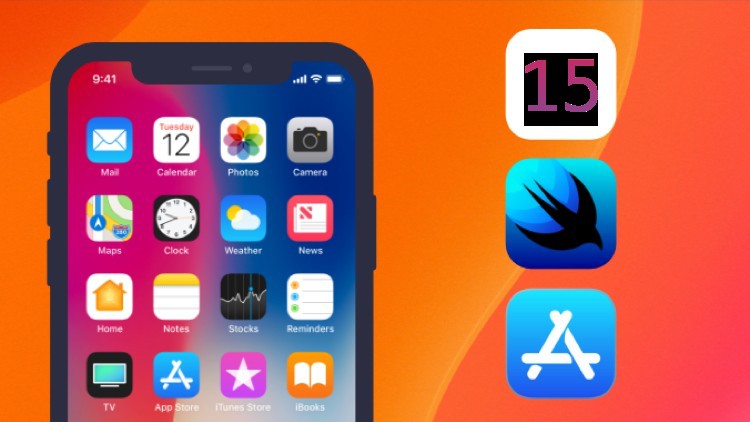 9:41
15
Tuesday
12
Mail
Calendar
Photos
Camera
280
Maps
Clock
Weather
News
Home
Notes
Stocks
Reminders
TV
App Store
iTunes Store
iBooks